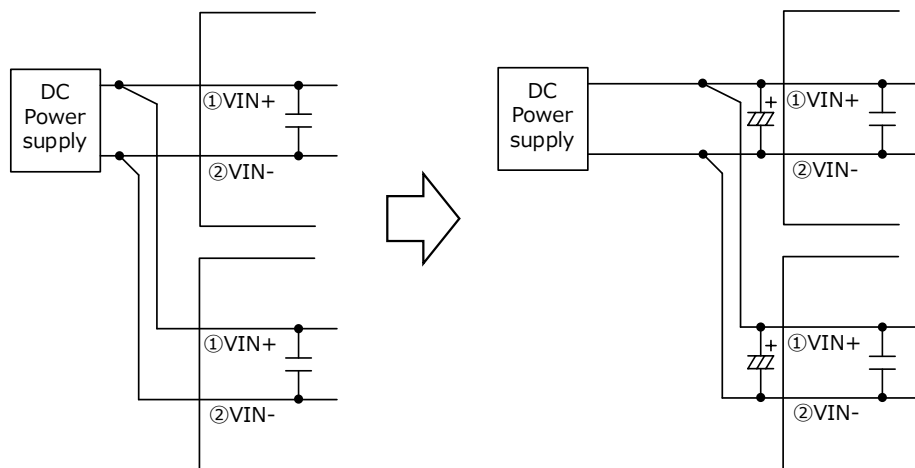 DC
Power
supply
①VIN+
②VIN-
①VIN+
②VIN-
DC
Power
supply
+
①VIN+
②VIN-
+
①VIN+
②VIN-